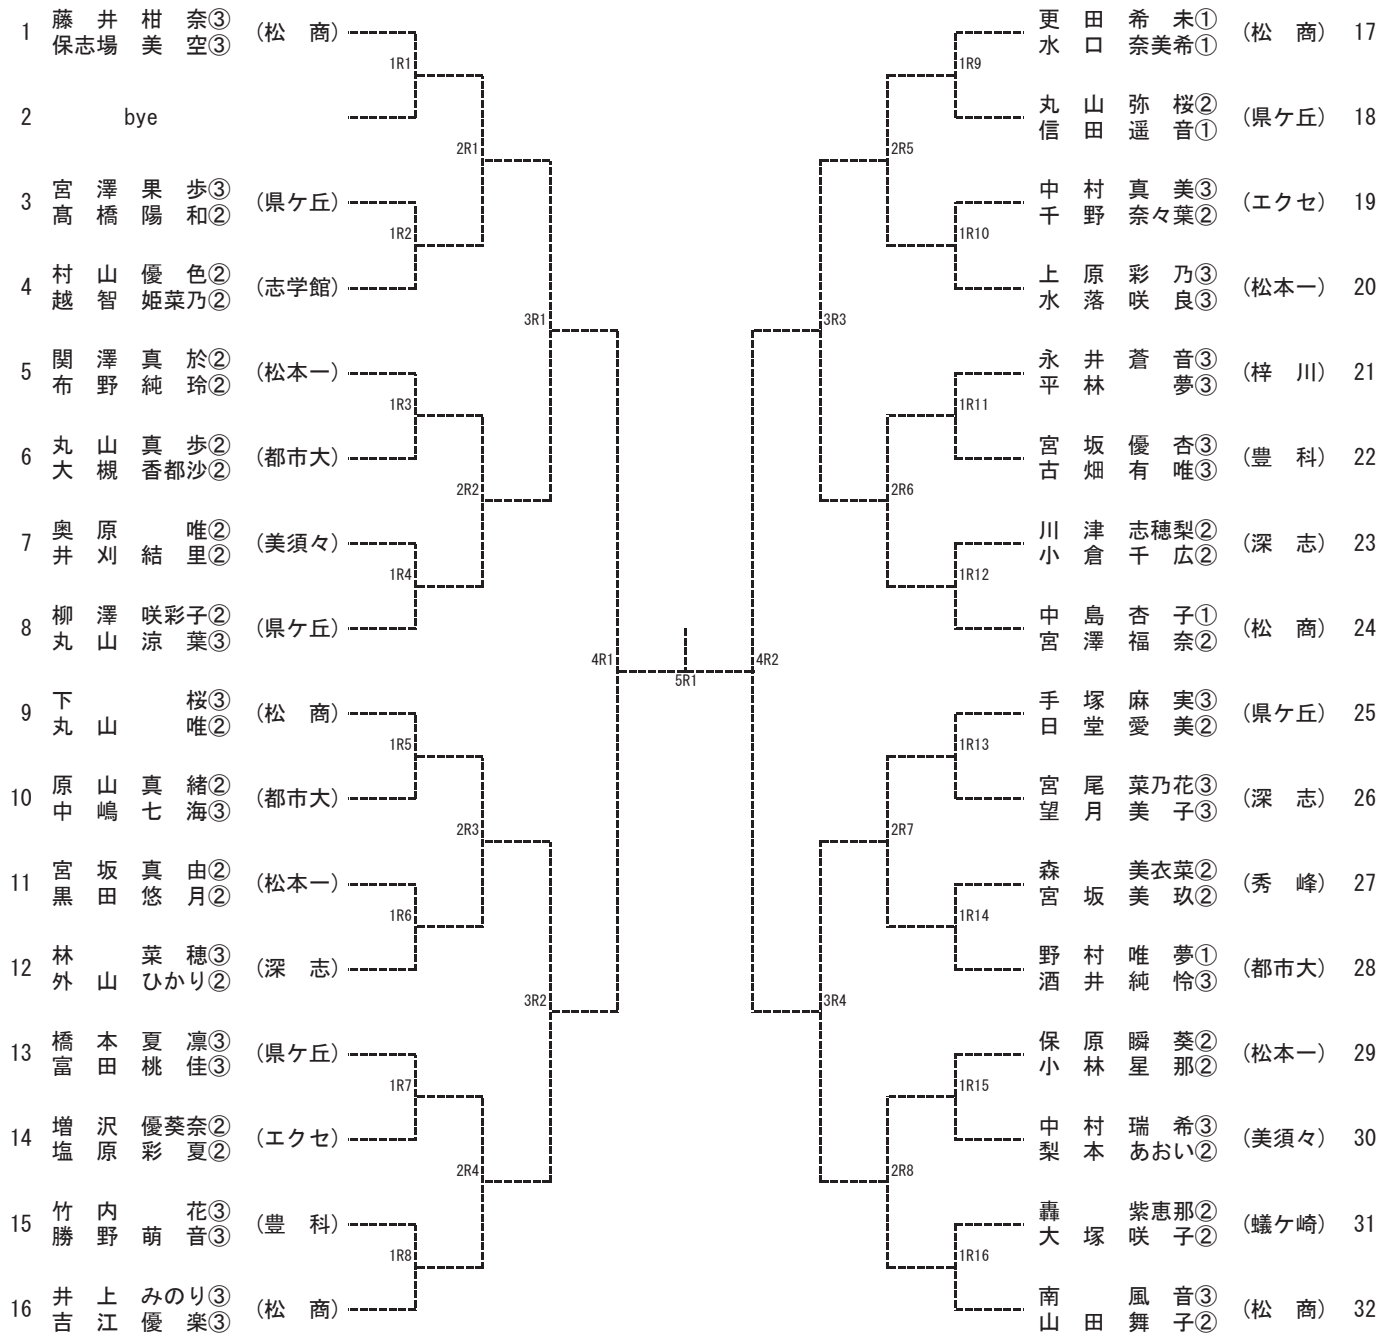 1 藤井柑奈③ (松商)
保志場美空③
1R1
2 bye
2R1
3 宮澤果歩③ (県ケ丘)
髙橋陽和②
1R2
4 村山優色② (志学館)
越智姫菜乃②
3R1
5 関澤真於② (松本一)
布野純玲②
1R3
6 丸山真歩② (都市大)
大槻香都沙②
2R2
7 奥原唯② (美須々)
井刈結里②
1R4
8 柳澤咲彩子② (県ケ丘)
丸山涼葉③
4R1
9 下桜③ (松商)
丸山唯②
1R5
10 原山真緒② (都市大)
中嶋七海③
2R3
11 宮坂真由② (松本一)
黒田悠月②
1R6
12 林菜穂③ (深志)
外山ひかり②
3R2
13 橋本夏凛③ (県ケ丘)
富田桃佳③
1R7
14 増沢優葵奈② (エクセ)
塩原彩夏②
2R4
15 竹内花③ (豊科)
勝野萌音③
1R8
16 井上みのり③ (松商)
吉江優楽③
5R1
更田希未① (松商) 17
水口奈美希①
1R9
丸山弥桜② (県ケ丘) 18
信田遥音①
2R5
中村真美③ (エクセ) 19
千野奈々葉②
1R10
上原彩乃③ (松本一) 20
水落咲良③
3R3
永井蒼音③ (梓川) 21
平林夢③
1R11
宮坂優杏③ (豊科) 22
古畑有唯③
2R6
川津志穂梨② (深志) 23
小倉千広②
1R12
中島杏子① (松商) 24
宮澤福奈②
4R2
手塚麻実③ (県ケ丘) 25
日堂愛美②
1R13
宮尾菜乃花③ (深志) 26
望月美子③
2R7
森美衣菜② (秀峰) 27
宮坂美玖②
1R14
野村唯夢① (都市大) 28
酒井純怜③
3R4
保原瞬葵② (松本一) 29
小林星那②
1R15
中村瑞希③ (美須々) 30
梨本あおい②
2R8
轟紫恵那② (蟻ケ崎) 31
大塚咲子②
1R16
南風音③ (松商) 32
山田舞子②